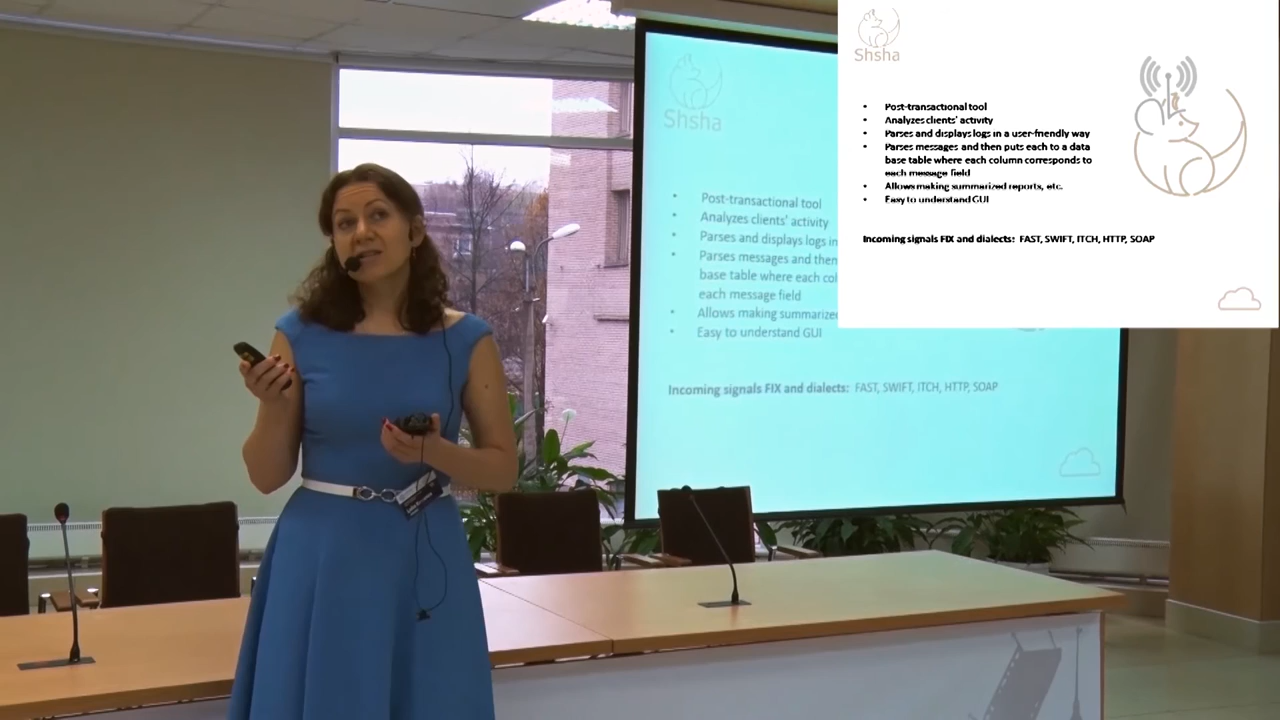 Shsha
• Post-transactional tool
• Analyzes clients' activity
• Parses and displays logs in
• Parses messages and then
base table where each col
each message field
• Allows making summarized
• Easy to understand GUI
Incoming signals FIX and dialects: FAST, SWIFT, ITCH, HTTP, SOAP
Shsha
• Post-transactional tool
• Analyzes clients' activity
• Parses and displays logs in a user-friendly way
• Parses messages and then puts each to a data
base table where each column corresponds to
each message field
• Allows making summarized reports, etc.
• Easy to understand GUI
Incoming signals FIX and dialects: FAST, SWIFT, ITCH, HTTP, SOAP